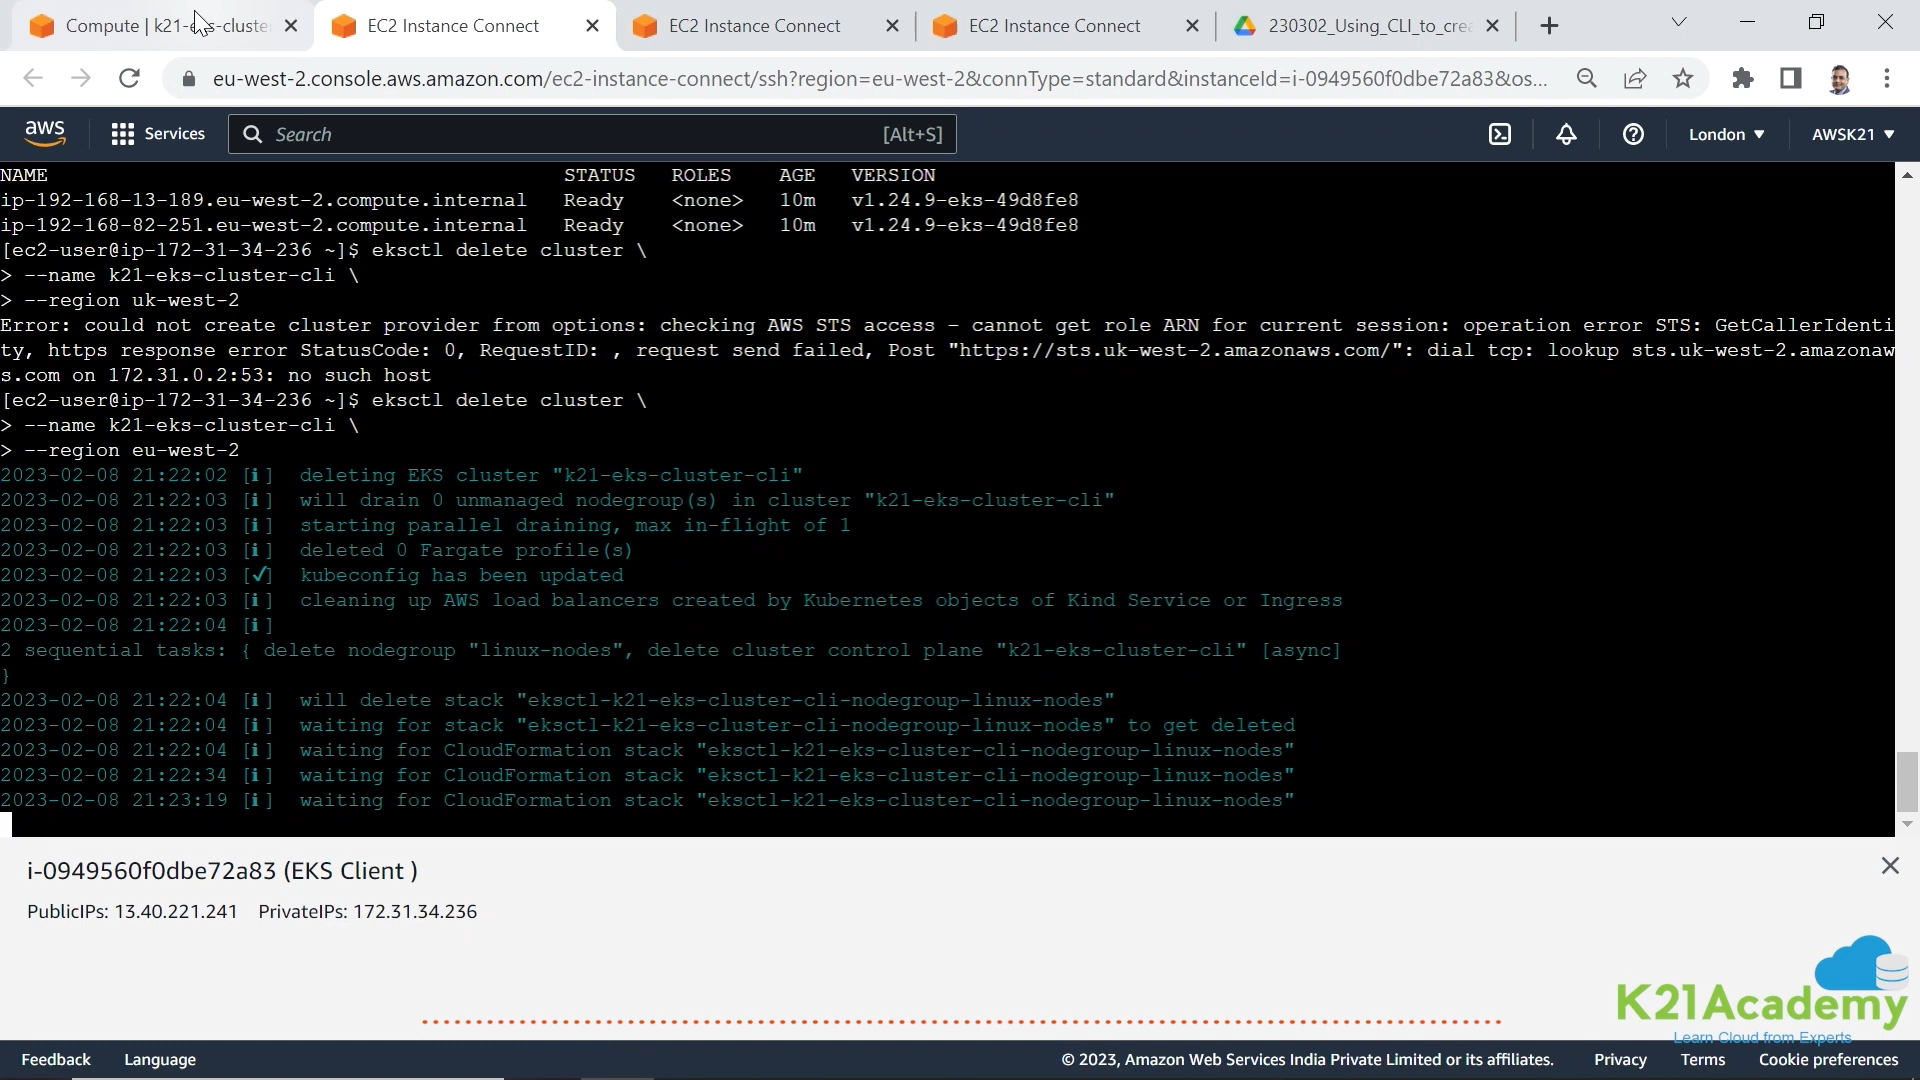 Compute | k21-eks-cluster
EC2 Instance Connect
EC2 Instance Connect
EC2 Instance Connect
230302_Using_CLI_to_crea
eu-west-2.console.aws.amazon.com/ec2-instance-connect/ssh?region=eu-west-2&connType=standard&instanceId=i-0949560f0dbe72a83&os...
aws
Services
Search
[Alt+S]
London
AWSK21
NAME STATUS ROLES AGE VERSION
ip-192-168-13-189.eu-west-2.compute.internal Ready <none> 10m v1.24.9-eks-49d8fe8
ip-192-168-82-251.eu-west-2.compute.internal Ready <none> 10m v1.24.9-eks-49d8fe8
[ec2-user@ip-172-31-34-236 ~]$ eksctl delete cluster \
> --name k21-eks-cluster-cli \
> --region uk-west-2
Error: could not create cluster provider from options: checking AWS STS access – cannot get role ARN for current session: operation error STS: GetCallerIdenti
ty, https response error StatusCode: 0, RequestID: , request send failed, Post "https://sts.uk-west-2.amazonaws.com/": dial tcp: lookup sts.uk-west-2.amazonaw
s.com on 172.31.0.2:53: no such host
[ec2-user@ip-172-31-34-236 ~]$ eksctl delete cluster \
> --name k21-eks-cluster-cli \
> --region eu-west-2
2023-02-08 21:22:02 [ℹ]  deleting EKS cluster "k21-eks-cluster-cli"
2023-02-08 21:22:03 [ℹ]  will drain 0 unmanaged nodegroup(s) in cluster "k21-eks-cluster-cli"
2023-02-08 21:22:03 [ℹ]  starting parallel draining, max in-flight of 1
2023-02-08 21:22:03 [ℹ]  deleted 0 Fargate profile(s)
2023-02-08 21:22:03 [✔]  kubeconfig has been updated
2023-02-08 21:22:03 [ℹ]  cleaning up AWS load balancers created by Kubernetes objects of Kind Service or Ingress
2023-02-08 21:22:04 [ℹ]
2 sequential tasks: { delete nodegroup "linux-nodes", delete cluster control plane "k21-eks-cluster-cli" [async]
}
2023-02-08 21:22:04 [ℹ]  will delete stack "eksctl-k21-eks-cluster-cli-nodegroup-linux-nodes"
2023-02-08 21:22:04 [ℹ]  waiting for stack "eksctl-k21-eks-cluster-cli-nodegroup-linux-nodes" to get deleted
2023-02-08 21:22:04 [ℹ]  waiting for CloudFormation stack "eksctl-k21-eks-cluster-cli-nodegroup-linux-nodes"
2023-02-08 21:22:34 [ℹ]  waiting for CloudFormation stack "eksctl-k21-eks-cluster-cli-nodegroup-linux-nodes"
2023-02-08 21:23:19 [ℹ]  waiting for CloudFormation stack "eksctl-k21-eks-cluster-cli-nodegroup-linux-nodes"
i-0949560f0dbe72a83 (EKS Client )
PublicIPs: 13.40.221.241 PrivateIPs: 172.31.34.236
K21Academy
Learn Cloud from Experts
Feedback
Language
© 2023, Amazon Web Services India Private Limited or its affiliates.
Privacy
Terms
Cookie preferences